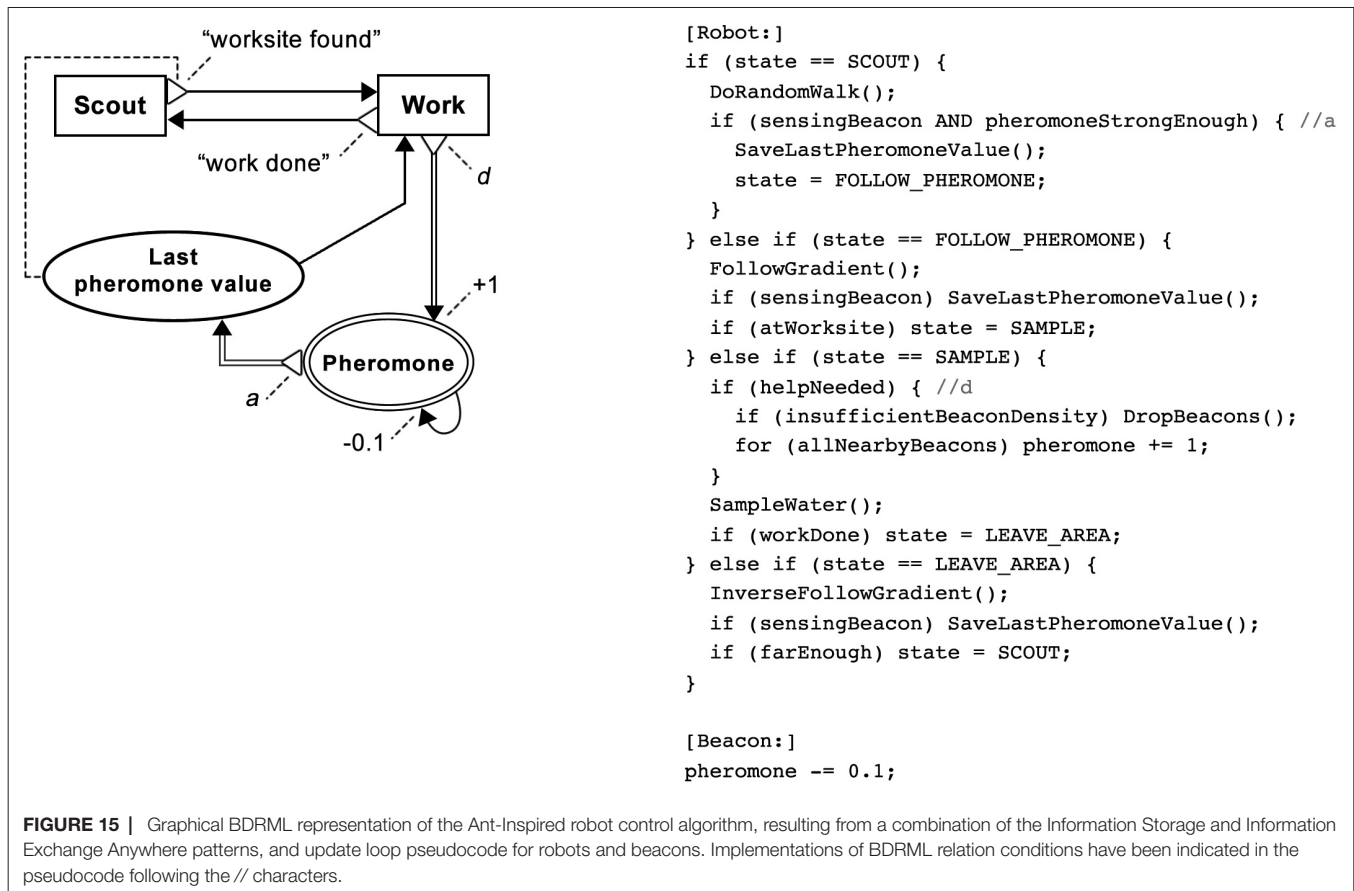 “worksite found”
Scout
Work
“work done”
d
Last
pheromone value
+1
Pheromone
a
-0.1
[Robot:]
if (state == SCOUT) {
  DoRandomWalk();
  if (sensingBeacon AND pheromoneStrongEnough) { //a
    SaveLastPheromoneValue();
    state = FOLLOW_PHEROMONE;
  }
} else if (state == FOLLOW_PHEROMONE) {
  FollowGradient();
  if (sensingBeacon) SaveLastPheromoneValue();
  if (atWorksite) state = SAMPLE;
} else if (state == SAMPLE) {
  if (helpNeeded) { //d
    if (insufficientBeaconDensity) DropBeacons();
    for (allNearbyBeacons) pheromone += 1;
  }
  SampleWater();
  if (workDone) state = LEAVE_AREA;
} else if (state == LEAVE_AREA) {
  InverseFollowGradient();
  if (sensingBeacon) SaveLastPheromoneValue();
  if (farEnough) state = SCOUT;
}
[Beacon:]
pheromone -= 0.1;
FIGURE 15 | Graphical BDRML representation of the Ant-Inspired robot control algorithm, resulting from a combination of the Information Storage and Information
Exchange Anywhere patterns, and update loop pseudocode for robots and beacons. Implementations of BDRML relation conditions have been indicated in the
pseudocode following the // characters.